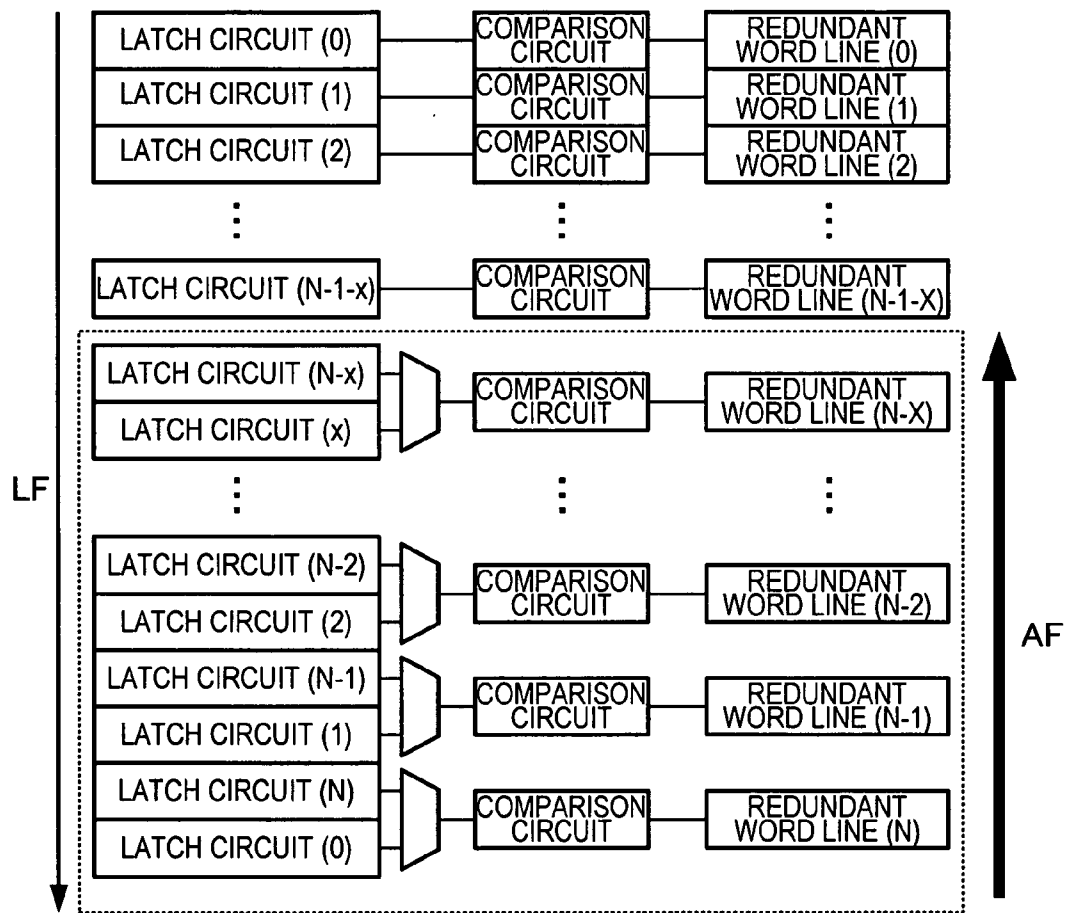 LATCH CIRCUIT (0)
COMPARISON
CIRCUIT
REDUNDANT
WORD LINE (0)
LATCH CIRCUIT (1)
COMPARISON
CIRCUIT
REDUNDANT
WORD LINE (1)
LATCH CIRCUIT (2)
COMPARISON
CIRCUIT
REDUNDANT
WORD LINE (2)
LATCH CIRCUIT (N-1-x)
COMPARISON
CIRCUIT
REDUNDANT
WORD LINE (N-1-X)
LATCH CIRCUIT (N-x)
LATCH CIRCUIT (x)
COMPARISON
CIRCUIT
REDUNDANT
WORD LINE (N-X)
LF
LATCH CIRCUIT (N-2)
LATCH CIRCUIT (2)
COMPARISON
CIRCUIT
REDUNDANT
WORD LINE (N-2)
AF
LATCH CIRCUIT (N-1)
LATCH CIRCUIT (1)
COMPARISON
CIRCUIT
REDUNDANT
WORD LINE (N-1)
LATCH CIRCUIT (N)
LATCH CIRCUIT (0)
COMPARISON
CIRCUIT
REDUNDANT
WORD LINE (N)